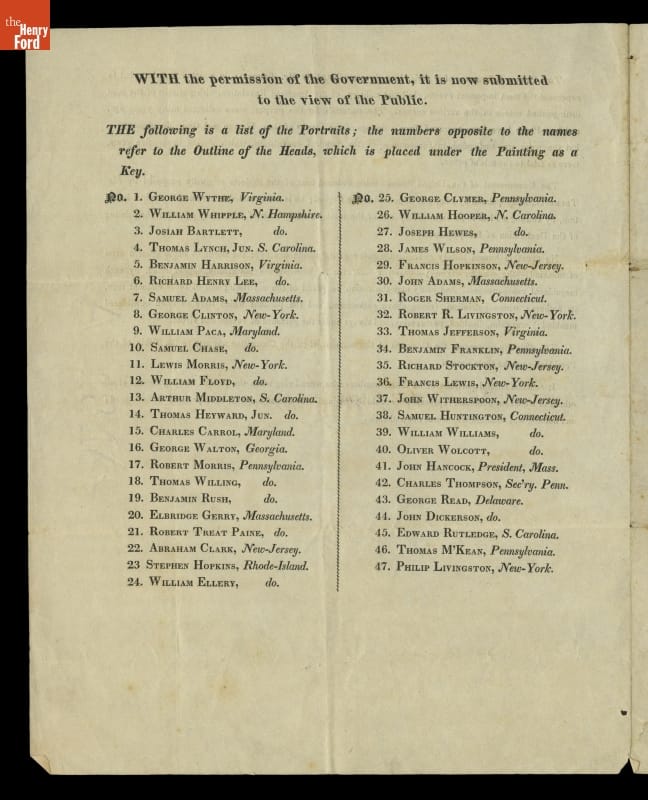 the
Henry
Ford
WITH the permission of the Government, it is now submitted
to the view of the Public.
THE following is a list of the Portraits; the numbers opposite to the names
refer to the Outline of the Heads, which is placed under the Painting as a
Key.
No. 1. George Wythe, Virginia.
2. William Whipple, N. Hampshire.
3. Josiah Bartlett, do.
4. Thomas Lynch, Jun. S. Carolina.
5. Benjamin Harrison, Virginia.
6. Richard Henry Lee, do.
7. Samuel Adams, Massachusetts.
8. George Clinton, New-York.
9. William Paca, Maryland.
10. Samuel Chase, do.
11. Lewis Morris, New-York.
12. William Floyd, do.
13. Arthur Middleton, S. Carolina.
14. Thomas Heyward, Jun. do.
15. Charles Carrol, Maryland.
16. George Walton, Georgia.
17. Robert Morris, Pennsylvania.
18. Thomas Willing, do.
19. Benjamin Rush, do.
20. Elbridge Gerry, Massachusetts.
21. Robert Treat Paine, do.
22. Abraham Clark, New-Jersey.
23 Stephen Hopkins, Rhode-Island.
24. William Ellery, do.
No. 25. George Clymer, Pennsylvania.
26. William Hooper, N. Carolina.
27. Joseph Hewes, do.
28. James Wilson, Pennsylvania.
29. Francis Hopkinson, New-Jersey.
30. John Adams, Massachusetts.
31. Roger Sherman, Connecticut.
32. Robert R. Livingston, New-York.
33. Thomas Jefferson, Virginia.
34. Benjamin Franklin, Pennsylvania.
35. Richard Stockton, New-Jersey.
36. Francis Lewis, New-York.
37. John Witherspoon, New-Jersey.
38. Samuel Huntington, Connecticut.
39. William Williams, do.
40. Oliver Wolcott, do.
41. John Hancock, President, Mass.
42. Charles Thompson, Sec'ry. Penn.
43. George Read, Delaware.
44. John Dickerson, do.
45. Edward Rutledge, S. Carolina.
46. Thomas M'Kean, Pennsylvania.
47. Philip Livingston, New-York.